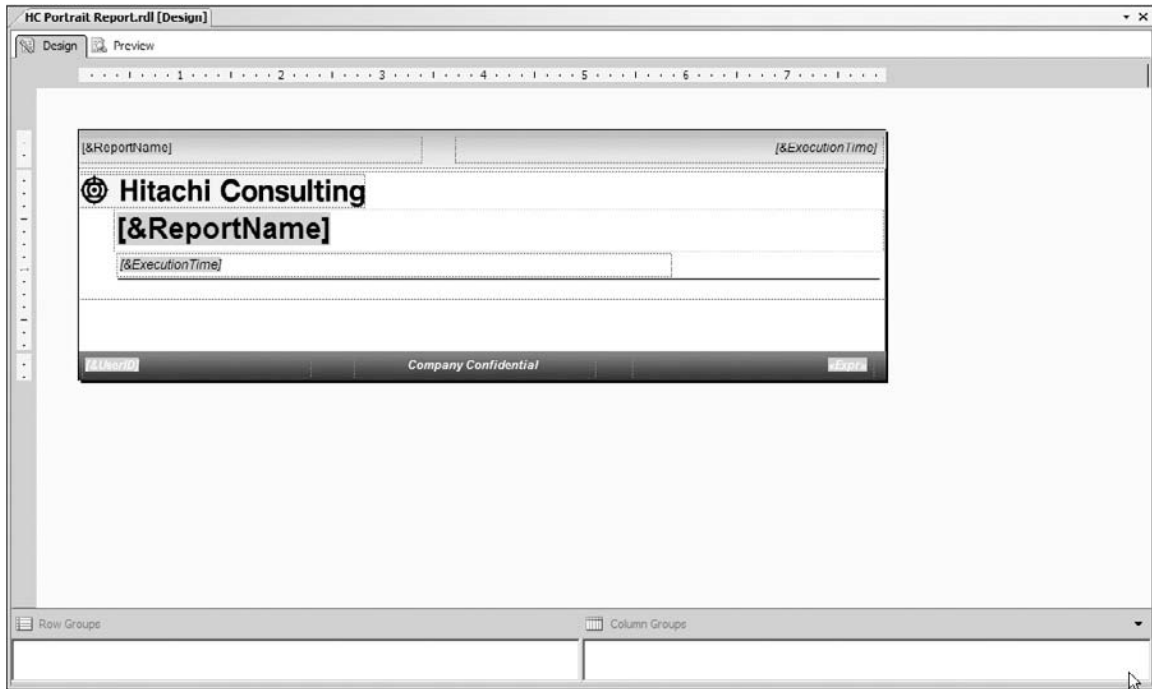 HC Portrait Report.rdl [Design]
Design Preview
1 2 3 4 5 6 7
[&ReportName] [&ExecutionTime]
Hitachi Consulting
[&ReportName]
[&ExecutionTime]
[&UserID] Company Confidential «Expr»
Row Groups Column Groups